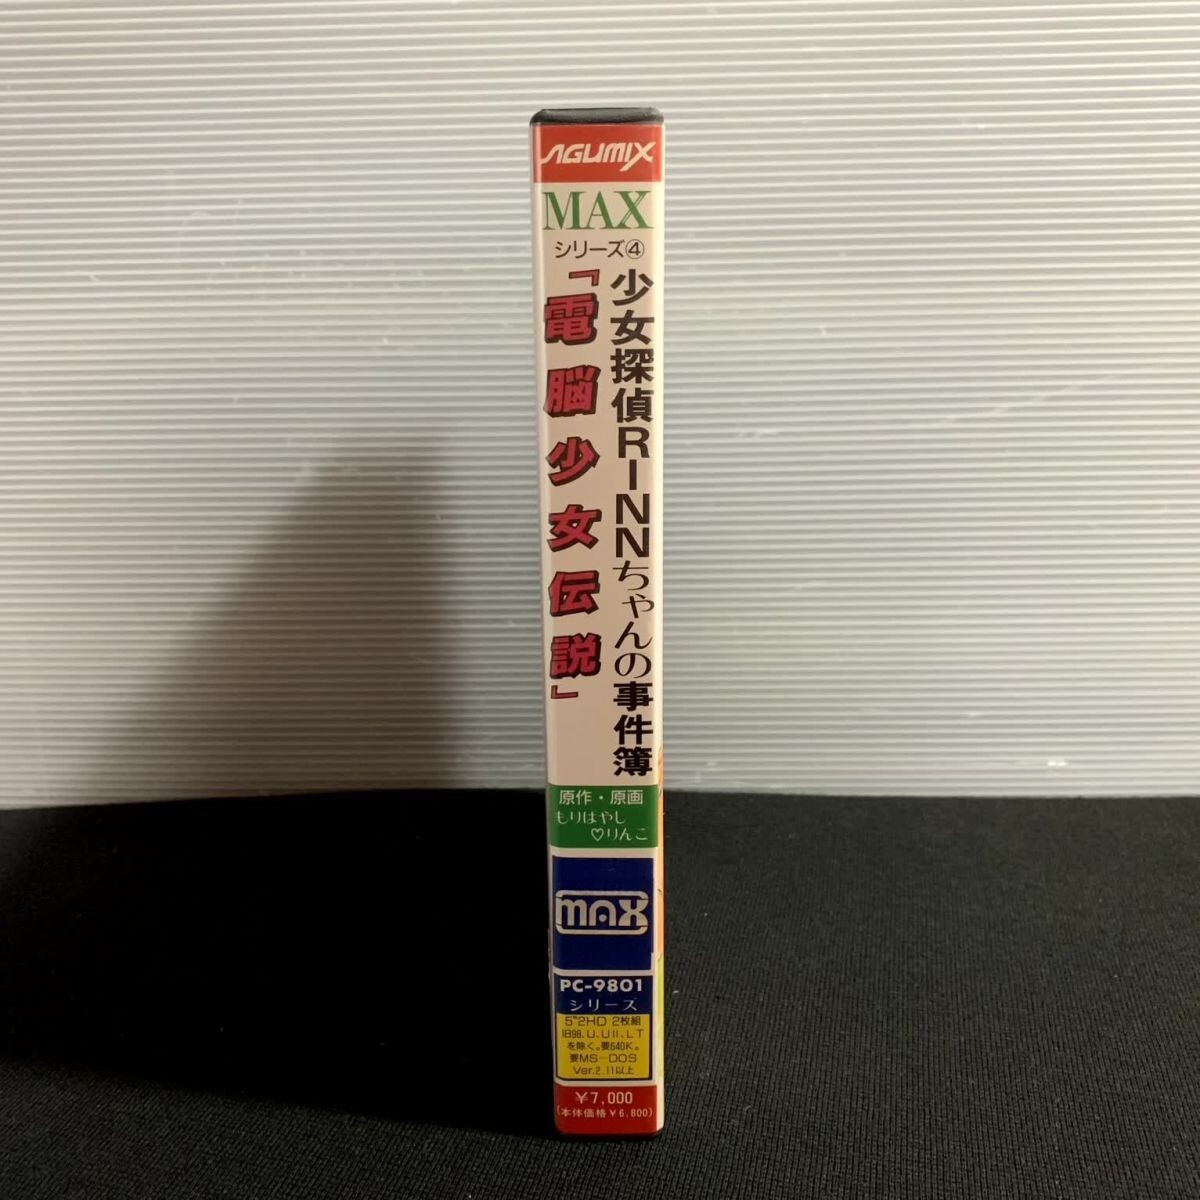 AGUMIX
MAX
シリーズ④
少女探偵RINNちゃんの事件簿
「電脳少女伝説」
原作・原画
もりはやし
♡りんこ
max
PC-9801
シリーズ
5"2HD 2枚組
旧98、U、UⅡ、LT
を除く。要640K。
要MS-DOS
Ver.2.11以上
￥7,000
(本体価格￥6,800)